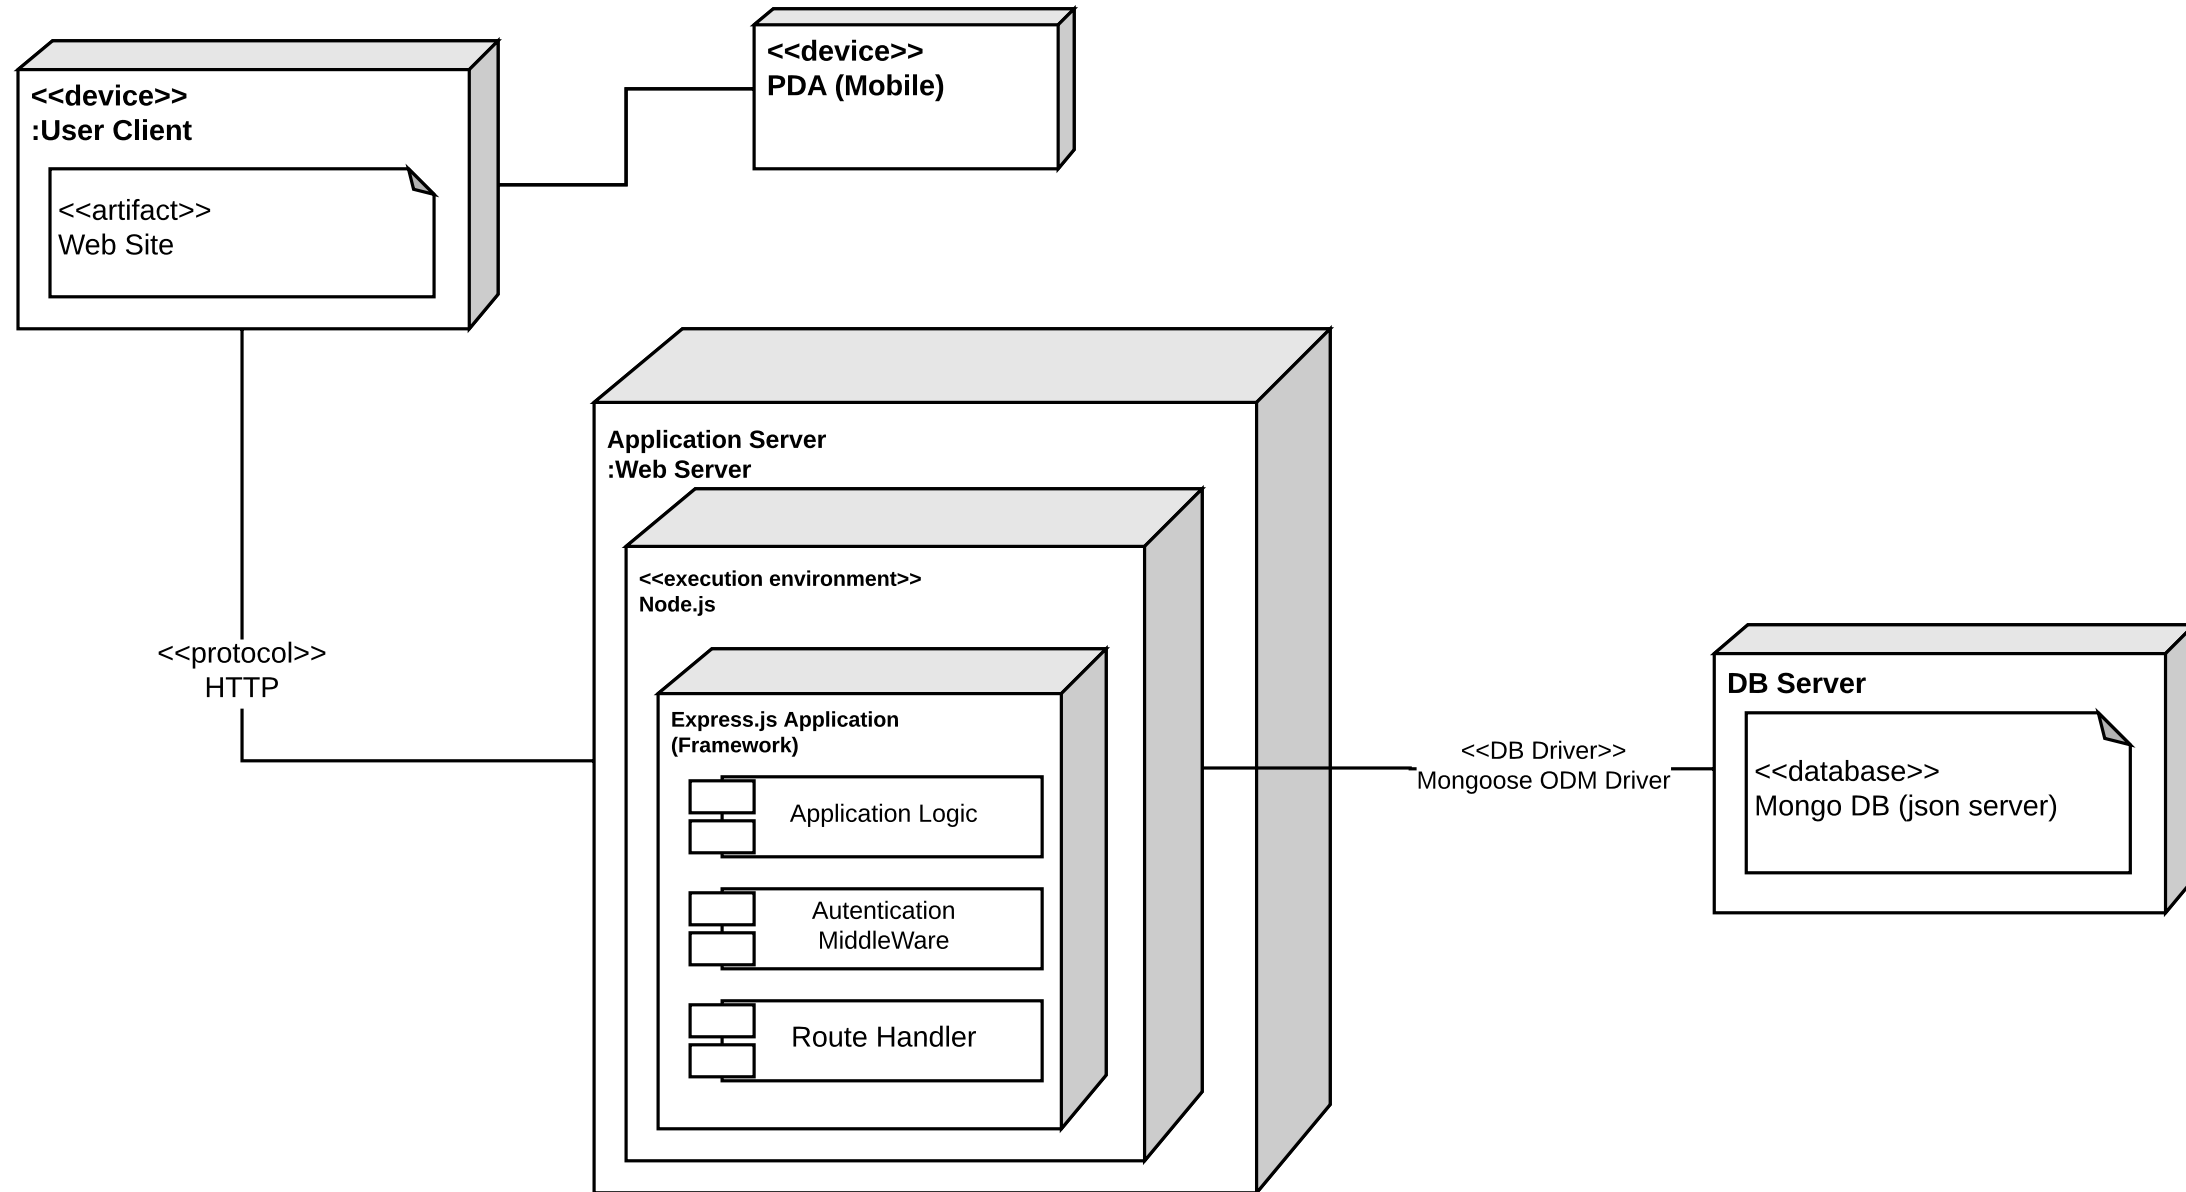 <<device>>
PDA (Mobile)
<<device>>
:User Client
<<artifact>>
Web Site
Application Server
:Web Server
<<execution environment>>
Node.js
<<protocol>>
HTTP
Express.js Application
(Framework)
Application Logic
Autentication
MiddleWare
Route Handler
<<DB Driver>>
Mongoose ODM Driver
DB Server
<<database>>
Mongo DB (json server)